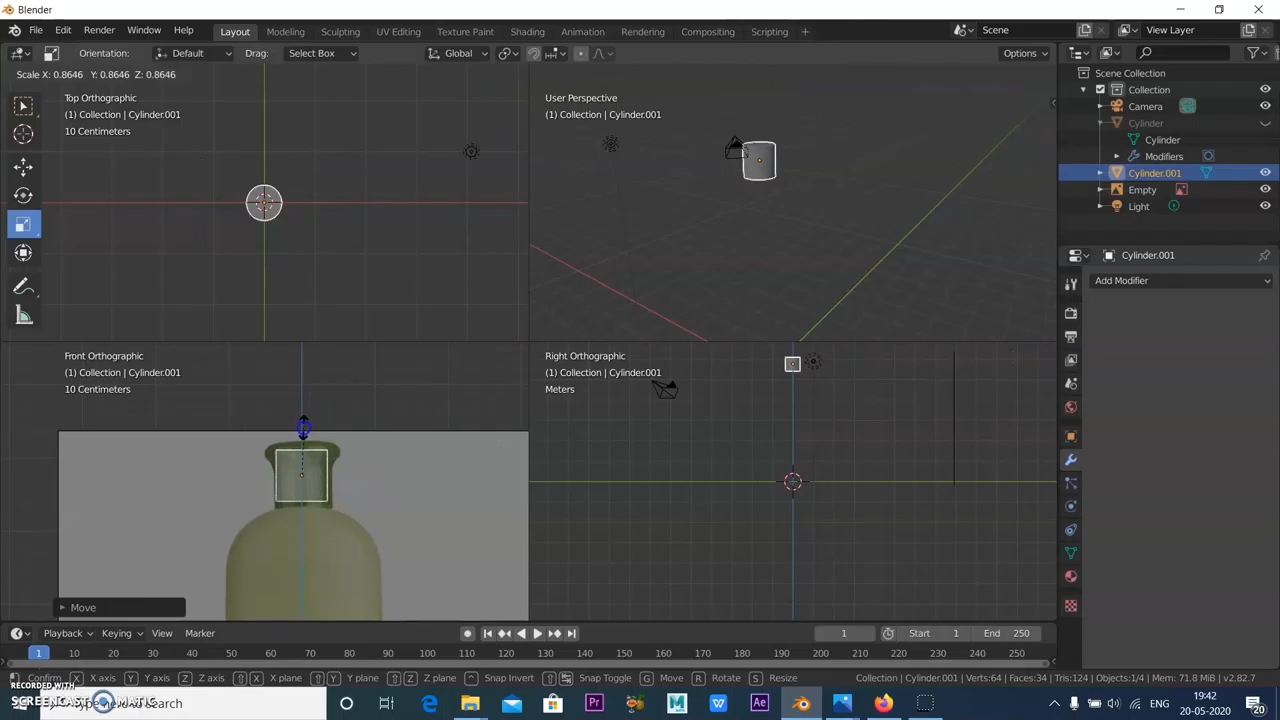 Blender
File Edit Render Window Help Layout Modeling Sculpting UV Editing Texture Paint Shading Animation Rendering Compositing Scripting + Scene View Layer
Orientation: Default Drag: Select Box Global Options
Scale X: 0.8646 Y: 0.8646 Z: 0.8646
Top Orthographic
(1) Collection | Cylinder.001
10 Centimeters
User Perspective
(1) Collection | Cylinder.001
Front Orthographic
(1) Collection | Cylinder.001
10 Centimeters
Right Orthographic
(1) Collection | Cylinder.001
Meters
Move
Scene Collection
Collection
Camera
Cylinder
Cylinder
Modifiers
Cylinder.001
Empty
Light
Cylinder.001
Add Modifier
Playback Keying View Marker 1 Start 1 End 250
1 10 20 30 40 50 60 70 80 90 100 110 120 130 140 150 160 170 180 190 200 210 220 230 240 250
Confirm X X axis Y Y axis Z Z axis X X plane Y Y plane Z Z plane Snap Invert Snap Toggle G Move R Rotate S Resize Collection | Cylinder.001 | Verts:64 | Faces:34 | Tris:124 | Objects:1/4 | Mem: 71.8 MiB | v2.82.7
RECORDED WITH
SCREENCAST MATIC
here to search
19:42
20-05-2020
20